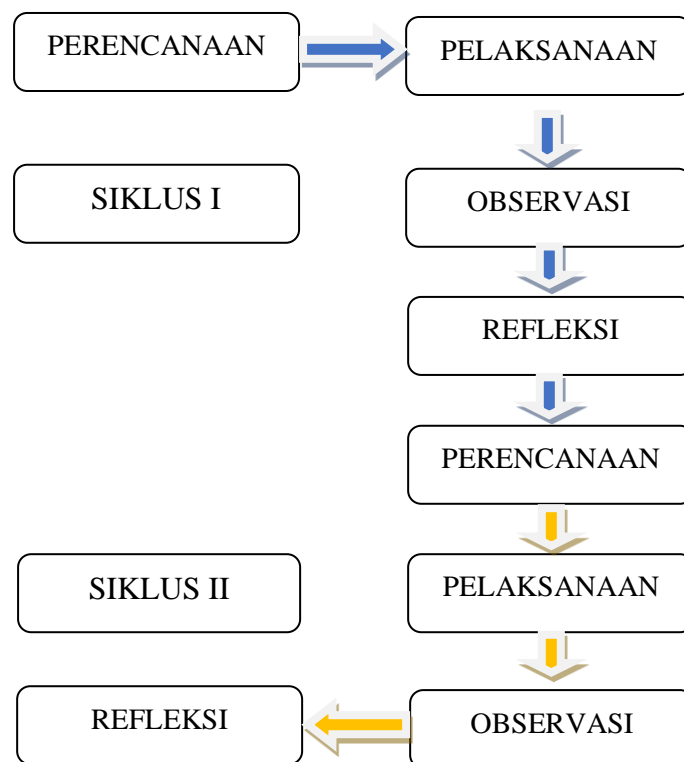 PERENCANAAN
PELAKSANAAN
SIKLUS I
OBSERVASI
REFLEKSI
PERENCANAAN
SIKLUS II
PELAKSANAAN
REFLEKSI
OBSERVASI